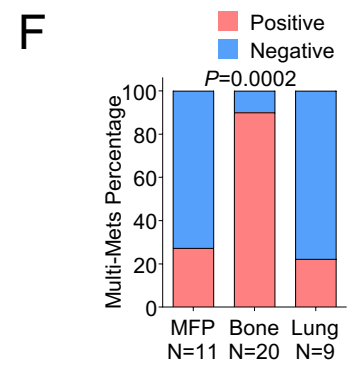 F
Positive
Negative
P=0.0002
Multi-Mets Percentage
100
80
60
40
20
0
MFP Bone Lung
N=11 N=20 N=9